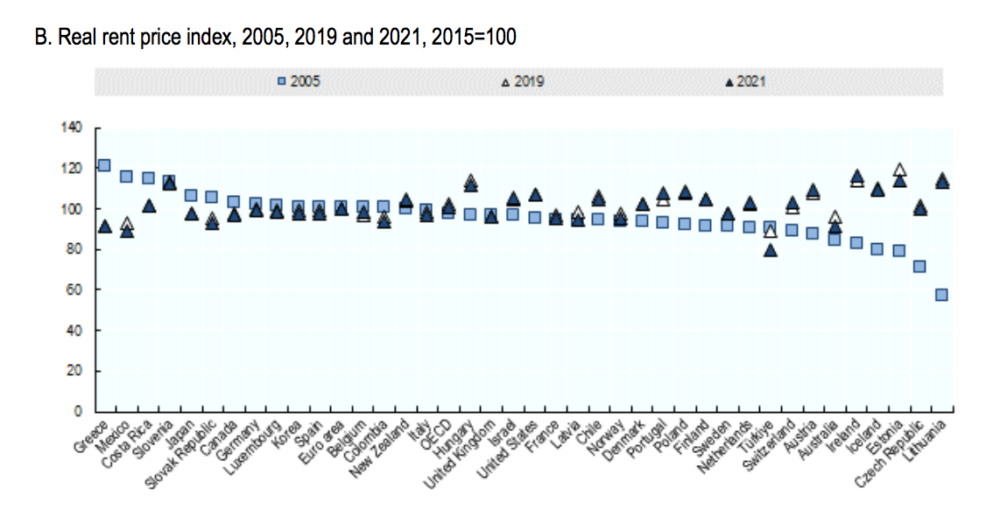 B. Real rent price index, 2005, 2019 and 2021, 2015=100
2005 2019 2021
140
120
100
80
60
40
20
0
Greece
Mexico
Costa Rica
Slovenia
Japan
Slovak Republic
Canada
Germany
Luxembourg
Korea
Spain
Euro area
Belgium
Colombia
New Zealand
Italy
OECD
Hungary
United Kingdom
Israel
United States
France
Latvia
Chile
Norway
Denmark
Portugal
Poland
Finland
Sweden
Netherlands
Türkiye
Switzerland
Austria
Australia
Ireland
Iceland
Estonia
Czech Republic
Lithuania